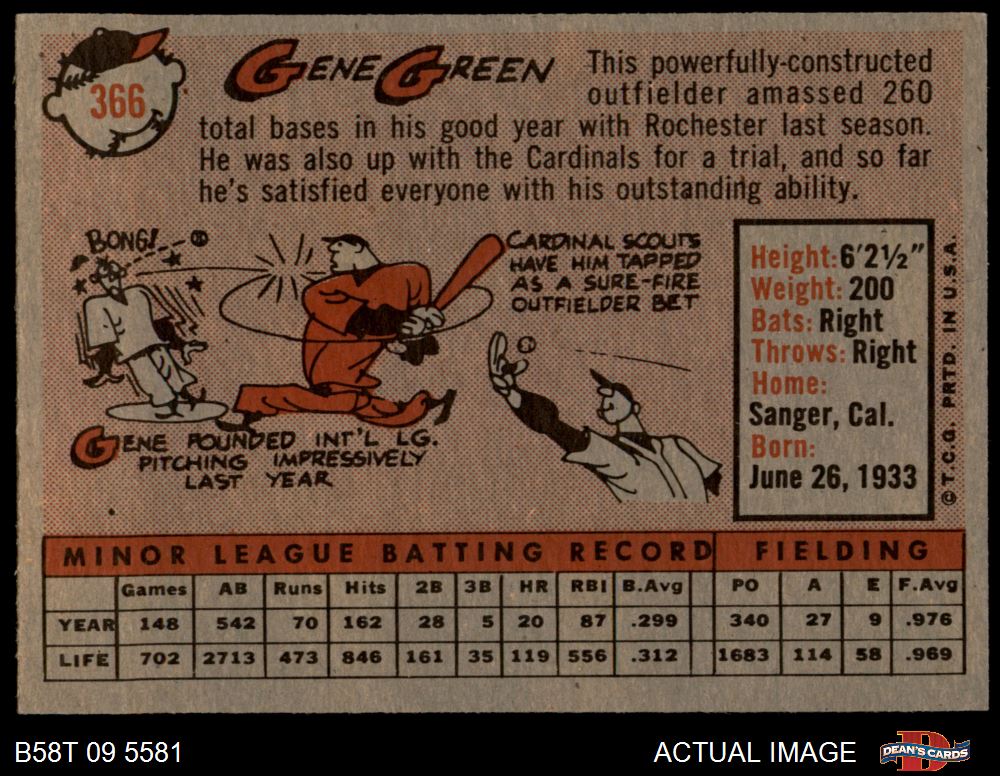 366
GENE GREEN
This powerfully-constructed
outfielder amassed 260
total bases in his good year with Rochester last season.
He was also up with the Cardinals for a trial, and so far
he's satisfied everyone with his outstanding ability.
BONG!
CARDINAL SCOUTS
HAVE HIM TAPPED
AS A SURE-FIRE
OUTFIELDER BET
GENE POUNDED INT'L LG.
PITCHING IMPRESSIVELY
LAST YEAR
Height: 6'2½"
Weight: 200
Bats: Right
Throws: Right
Home:
Sanger, Cal.
Born:
June 26, 1933
© T.C.G. PRTD. IN U.S.A.
MINOR LEAGUE BATTING RECORD FIELDING
Games AB Runs Hits 2B 3B HR RBI B.Avg PO A E F.Avg
YEAR 148 542 70 162 28 5 20 87 .299 340 27 9 .976
LIFE 702 2713 473 846 161 35 119 556 .312 1683 114 58 .969
B58T 09 5581 ACTUAL IMAGE DEAN'S CARDS